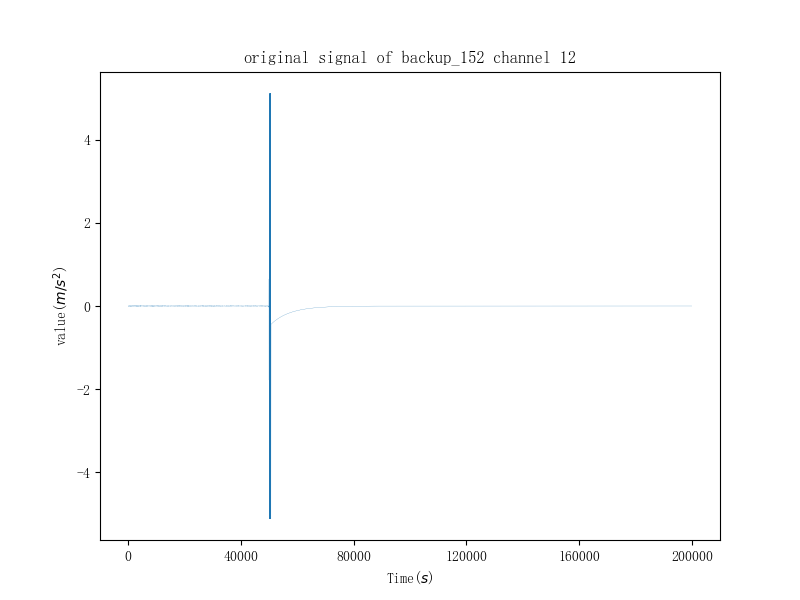 original signal of backup_152 channel 12
value(m/s²)
4
2
0
−2
−4
0 40000 80000 120000 160000 200000
Time(s)